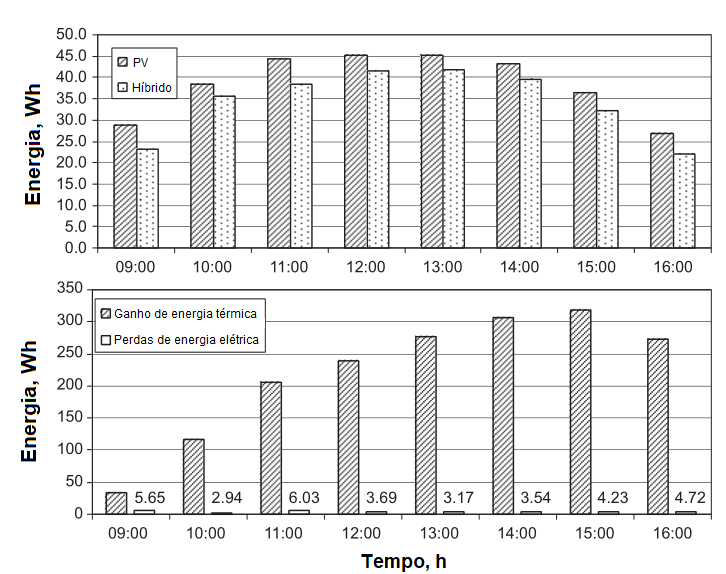 50.0
45.0
40.0
35.0
30.0
25.0
20.0
15.0
10.0
5.0
0.0
Energia, Wh
PV
Híbrido
09:00 10:00 11:00 12:00 13:00 14:00 15:00 16:00
350
300
250
200
150
100
50
0
Energia, Wh
Ganho de energia térmica
Perdas de energia elétrica
5.65 2.94 6.03 3.69 3.17 3.54 4.23 4.72
09:00 10:00 11:00 12:00 13:00 14:00 15:00 16:00
Tempo, h